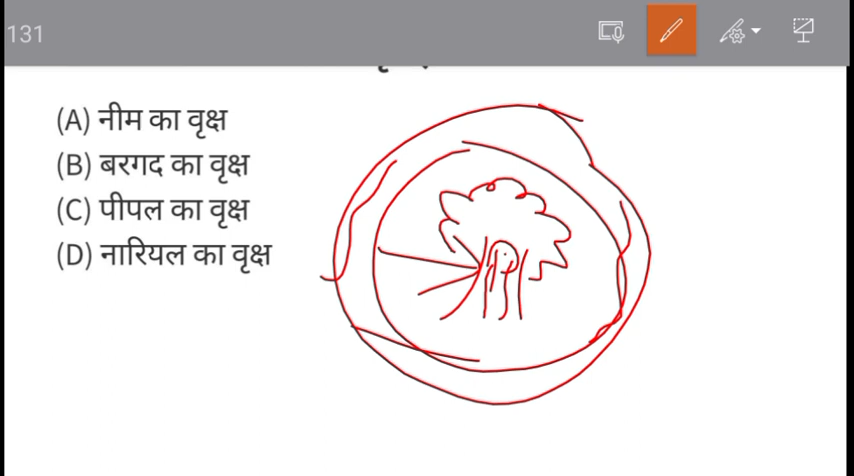 131
(A) नीम का वृक्ष
(B) बरगद का वृक्ष
(C) पीपल का वृक्ष
(D) नारियल का वृक्ष